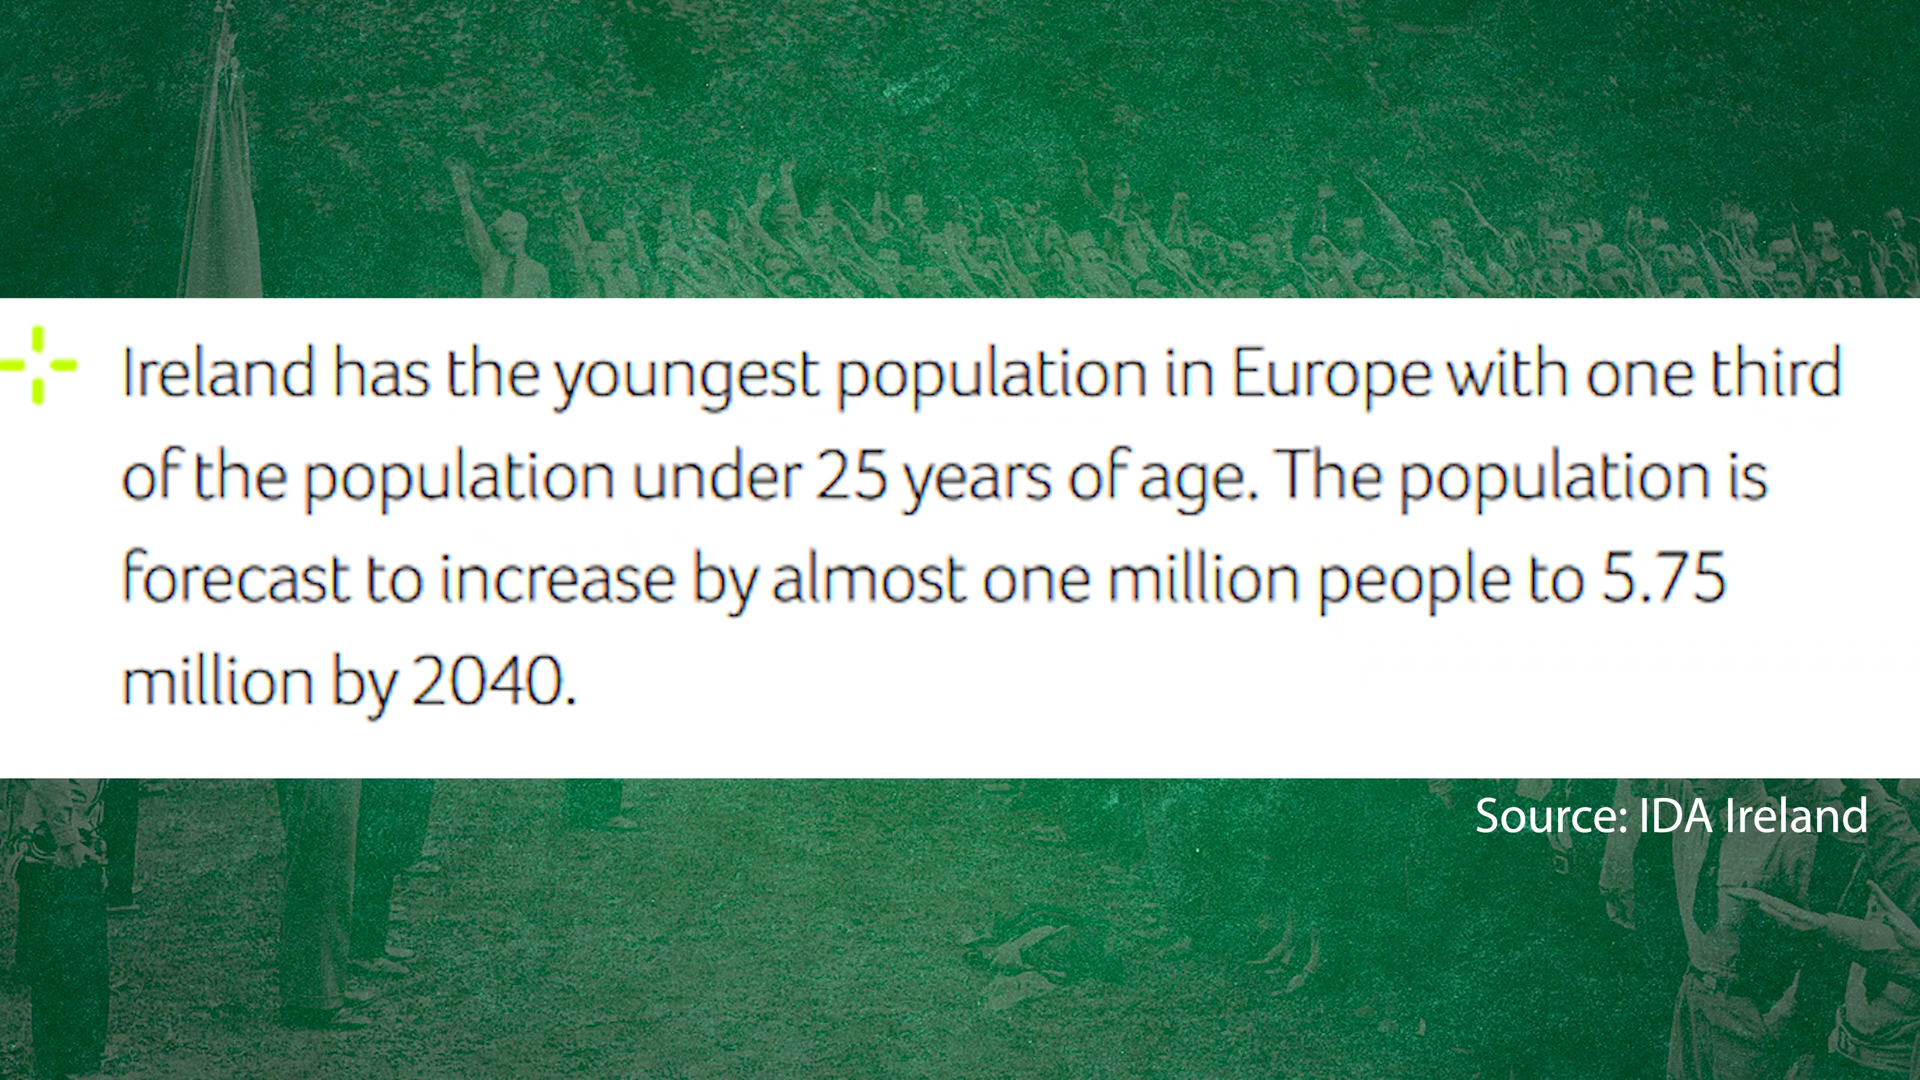 Ireland has the youngest population in Europe with one third
of the population under 25 years of age. The population is
forecast to increase by almost one million people to 5.75
million by 2040.
Source: IDA Ireland